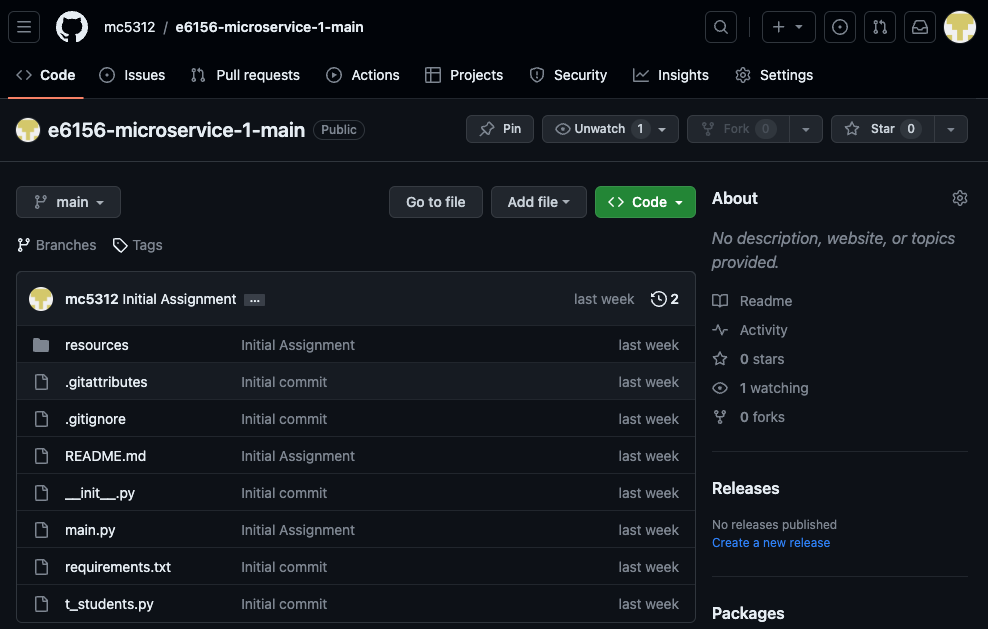 mc5312 / e6156-microservice-1-main
Code Issues Pull requests Actions Projects Security Insights Settings
e6156-microservice-1-main Public
Pin Unwatch 1 Fork 0 Star 0
main Go to file Add file Code
Branches Tags
mc5312 Initial Assignment ... last week 2
resources Initial Assignment last week
.gitattributes Initial commit last week
.gitignore Initial commit last week
README.md Initial Assignment last week
__init__.py Initial commit last week
main.py Initial Assignment last week
requirements.txt Initial commit last week
t_students.py Initial commit last week
About
No description, website, or topics
provided.
Readme
Activity
0 stars
1 watching
0 forks
Releases
No releases published
Create a new release
Packages